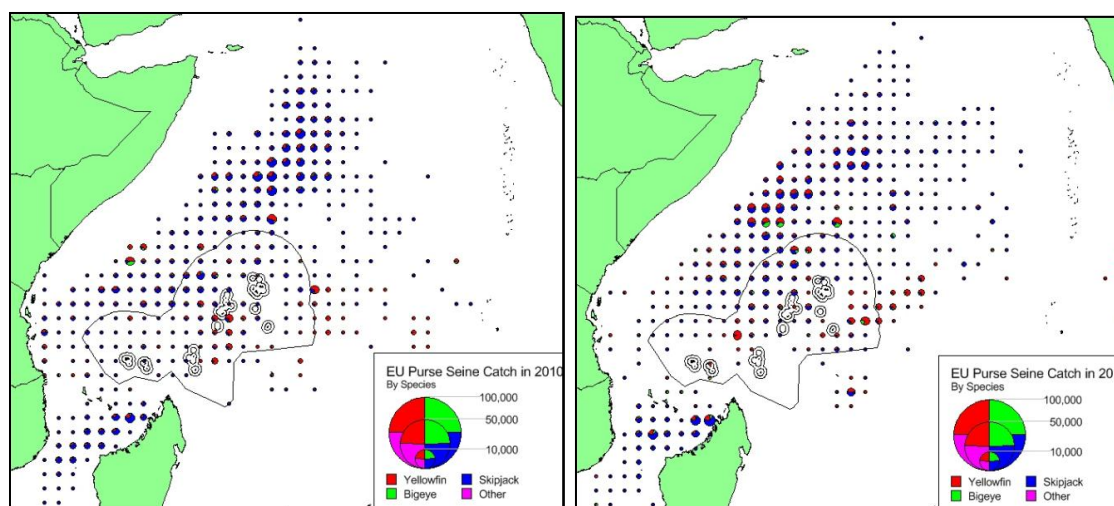 EU Purse Seine Catch in 2010
By Species
100,000
50,000
10,000
Yellowfin
Skipjack
Bigeye
Other
EU Purse Seine Catch in 20
By Species
100,000
50,000
10,000
Yellowfin
Skipjack
Bigeye
Other